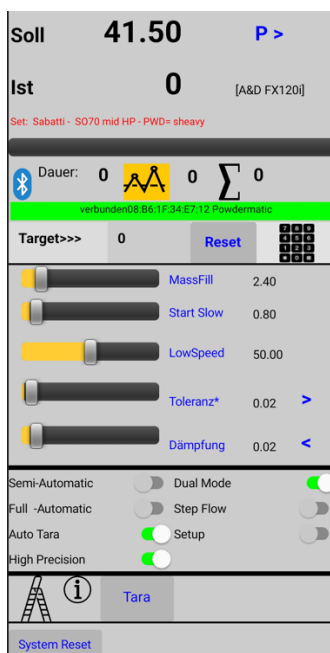 Soll 41.50 P >
Ist 0 [A&D FX120i]
Set: Sabatti - SO70 mid HP - PWD= sheavy
Dauer: 0 0 ∑ 0
verbunden08:B6:1F:34:E7:12 Powdermatic
Target>>> 0 Reset
MassFill 2.40
Start Slow 0.80
LowSpeed 50.00
Toleranz* 0.02 >
Dämpfung 0.02 <
Semi-Automatic Dual Mode
Full -Automatic Step Flow
Auto Tara Setup
High Precision
Tara
System Reset